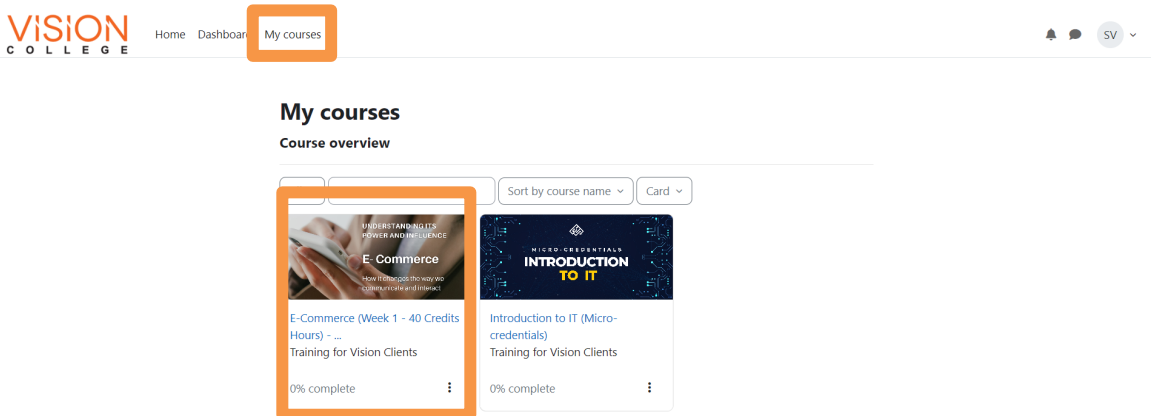 VISION
COLLEGE
Home Dashboar My courses
SV
My courses
Course overview
Sort by course name Card
UNDERSTANDING ITS
POWER AND INFLUENCE
E- Commerce
How it changes the way we
communicate and interact
MICRO-CREDENTIALS
INTRODUCTION
TO IT
E-Commerce (Week 1 - 40 Credits
Hours) - ...
Training for Vision Clients
0% complete
Introduction to IT (Micro-
credentials)
Training for Vision Clients
0% complete